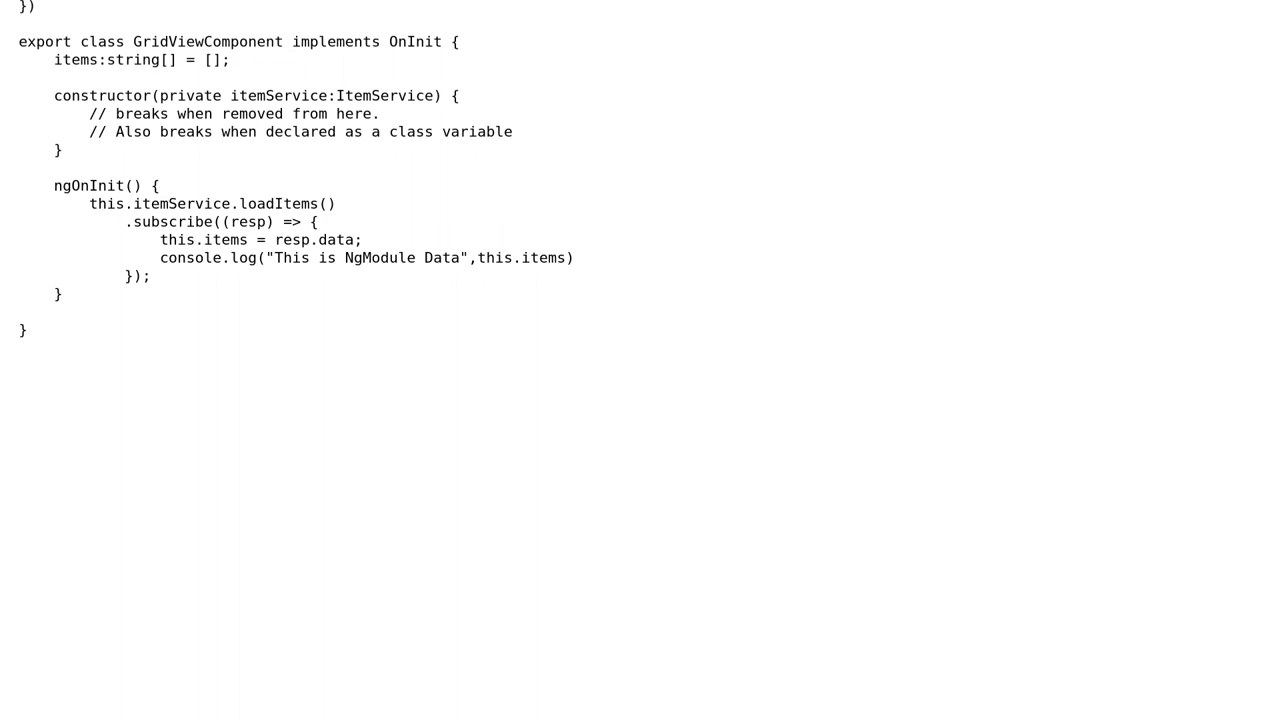 })
export class GridViewComponent implements OnInit {
    items:string[] = [];
    constructor(private itemService:ItemService) {
        // breaks when removed from here.
        // Also breaks when declared as a class variable
    }
    ngOnInit() {
        this.itemService.loadItems()
            .subscribe((resp) => {
                this.items = resp.data;
                console.log("This is NgModule Data",this.items)
            });
    }
}